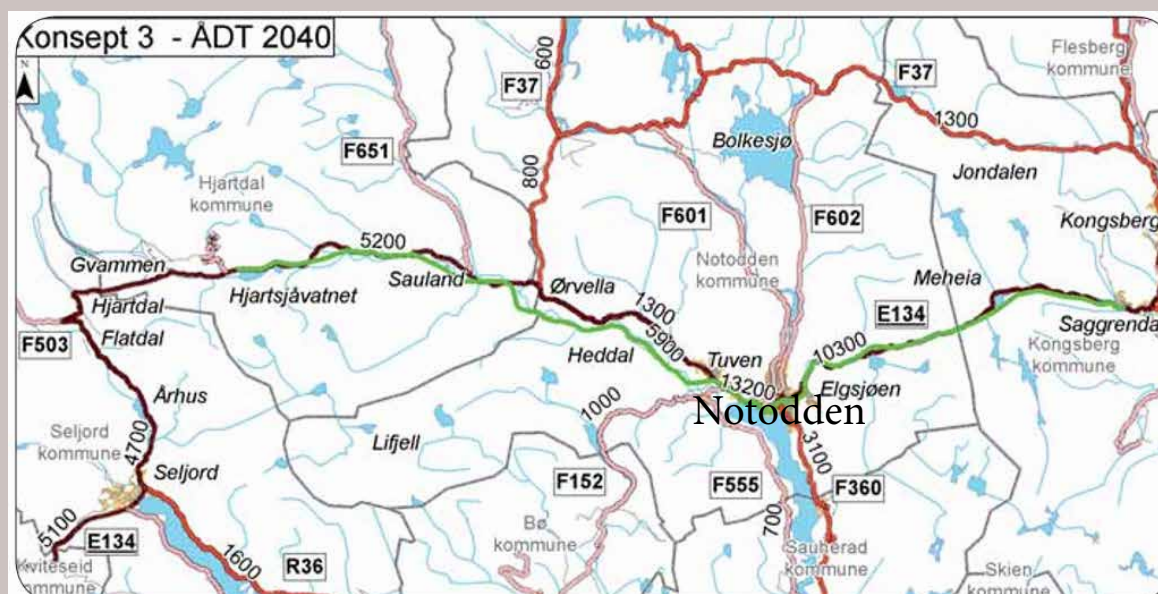 Konsept 3 - ÅDT 2040
N
Flesberg
kommune
600
F37
F37
1300
Bolkesjø
F651
800
Jondalen
Hjartdal
kommune
F601
F602
Kongsberg
5200
Notodden
kommune
Gvammen
Meheia
Sauland
Ørvella
Hjartsjåvatnet
1300
E134
Hjartdal
Saggrenda
F503
Flatdal
5900
Heddal
Tuven
10300
Kongsberg
kommune
13200
Elgsjøen
Århus
1000
Notodden
Lifjell
3100
Seljord
kommune
4700
Seljord
F152
F555
F360
5100
700
E134
Bø
kommune
1600
R36
Sauherad
kommune
Kviteseid
kommune
Skien
kommune